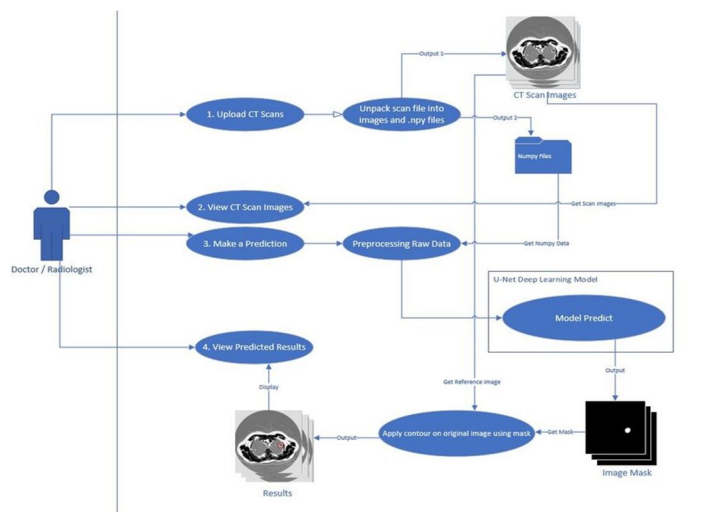 Output 1
CT Scan Images
1. Upload CT Scans
Unpack scan file into
images and .npy files
Output 2
Numpy Files
2. View CT Scan Images
Get Scan Images
3. Make a Prediction
Preprocessing Raw Data
Get Numpy Data
Doctor / Radiologist
U-Net Deep Learning Model
Model Predict
4. View Predicted Results
Output
Display
Get Reference Image
Apply contour on original image using mask
Get Mask
Output
Image Mask
Results